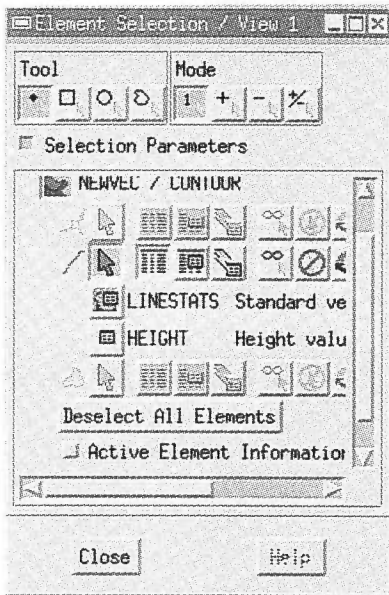 Element Selection / View 1
Tool Mode
1
Selection Parameters
NEWVEC / CONTOUR
LINESTATS Standard ve
HEIGHT Height valu
Deselect All Elements
Active Element Information
Close Help